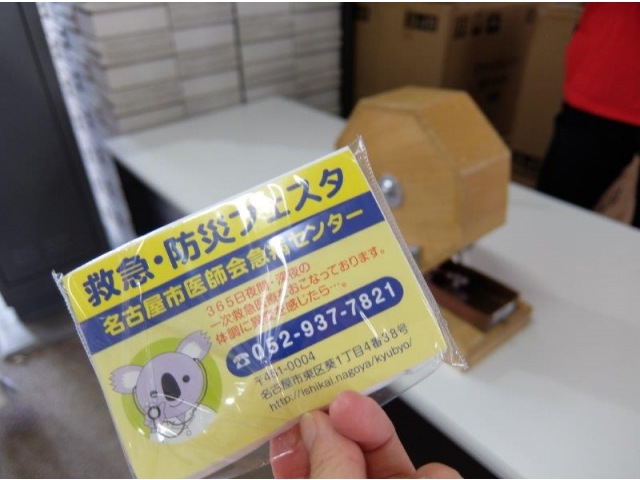 救急・防災フェスタ
名古屋市医師会急病センター
365日夜間・深夜の
一次救急医療をおこなっております。
体調に異変を感じたら…。
☎052-937-7821
〒461-0004
名古屋市東区葵1丁目4番38号
http://ishikai.nagoya/kyubyo/